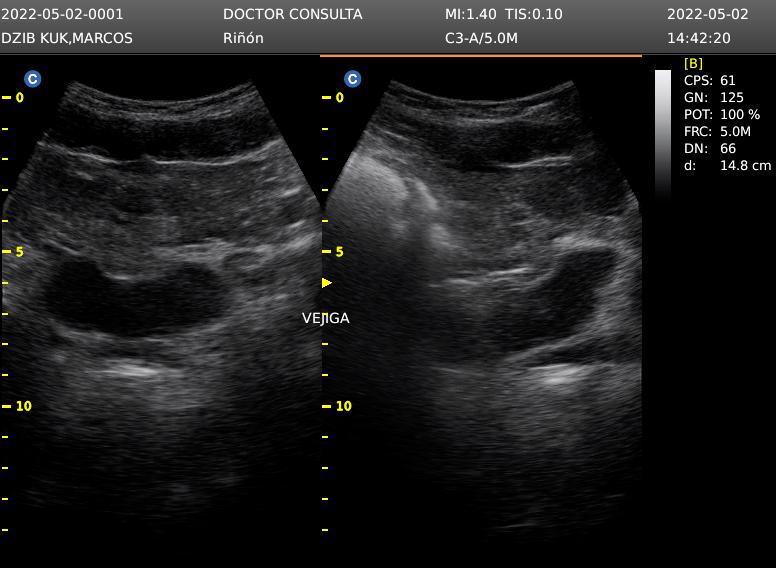 2022-05-02-0001 DOCTOR CONSULTA MI:1.40 TIS:0.10 2022-05-02
DZIB KUK,MARCOS Riñón C3-A/5.0M 14:42:20
C C [B]
0 0 CPS: 61
GN: 125
POT: 100 %
FRC: 5.0M
DN: 66
d: 14.8 cm
5 5
VEJIGA
10 10